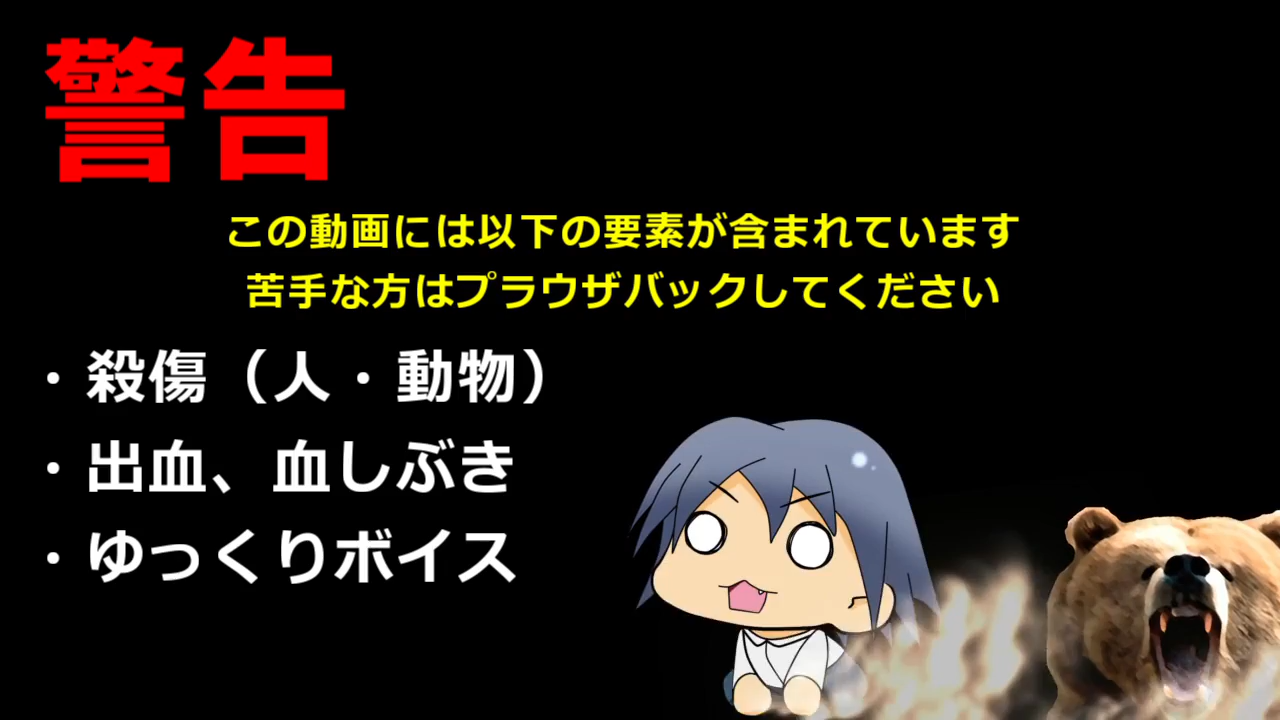 警告
この動画には以下の要素が含まれています
苦手な方はプラウザバックしてください
・殺傷（人・動物）
・出血、血しぶき
・ゆっくりボイス